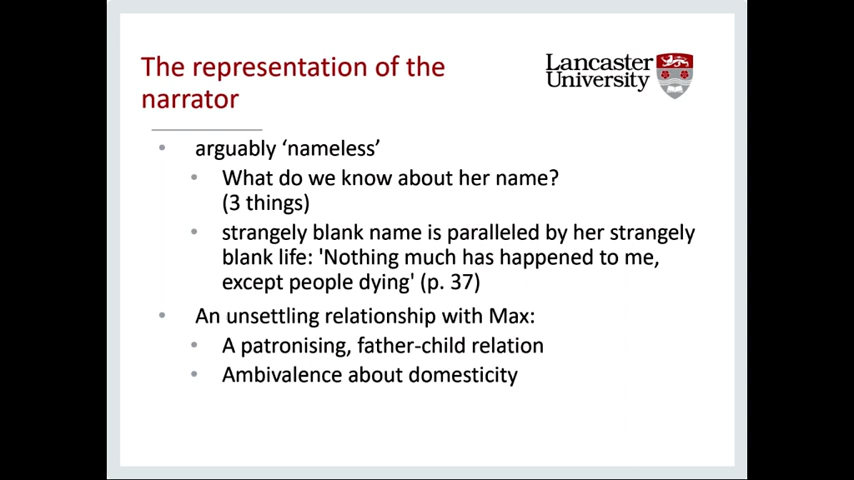 The representation of the
narrator
Lancaster
University
• arguably ‘nameless’
• What do we know about her name?
(3 things)
• strangely blank name is paralleled by her strangely
blank life: 'Nothing much has happened to me,
except people dying' (p. 37)
• An unsettling relationship with Max:
• A patronising, father-child relation
• Ambivalence about domesticity